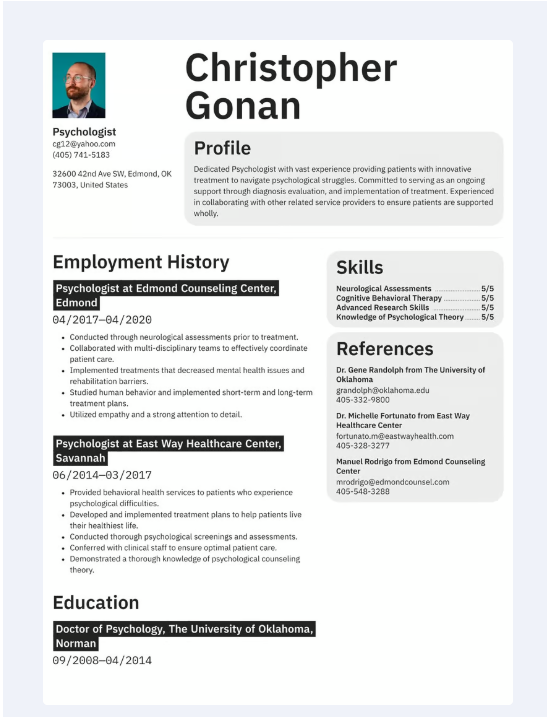 Christopher
Gonan
Psychologist
cg12@yahoo.com
(405) 741-5183
32600 42nd Ave SW, Edmond, OK
73003, United States
Profile
Dedicated Psychologist with vast experience providing patients with innovative
treatment to navigate psychological struggles. Committed to serving as an ongoing
support through diagnosis evaluation, and implementation of treatment. Experienced
in collaborating with other related service providers to ensure patients are supported
wholly.
Employment History
Psychologist at Edmond Counseling Center,
Edmond
04/2017—04/2020
• Conducted through neurological assessments prior to treatment.
• Collaborated with multi-disciplinary teams to effectively coordinate
patient care.
• Implemented treatments that decreased mental health issues and
rehabilitation barriers.
• Studied human behavior and implemented short-term and long-term
treatment plans.
• Utilized empathy and a strong attention to detail.
Psychologist at East Way Healthcare Center,
Savannah
06/2014—03/2017
• Provided behavioral health services to patients who experience
psychological difficulties.
• Developed and implemented treatment plans to help patients live
their healthiest life.
• Conducted thorough psychological screenings and assessments.
• Conferred with clinical staff to ensure optimal patient care.
• Demonstrated a thorough knowledge of psychological counseling
theory.
Education
Doctor of Psychology, The University of Oklahoma,
Norman
09/2008—04/2014
Skills
Neurological Assessments 5/5
Cognitive Behavioral Therapy 5/5
Advanced Research Skills 5/5
Knowledge of Psychological Theory 5/5
References
Dr. Gene Randolph from The University of
Oklahoma
grandolph@oklahoma.edu
405-332-9800
Dr. Michelle Fortunato from East Way
Healthcare Center
fortunato.m@eastwayhealth.com
405-328-3277
Manuel Rodrigo from Edmond Counseling
Center
mrodrigo@edmondcounsel.com
405-548-3288